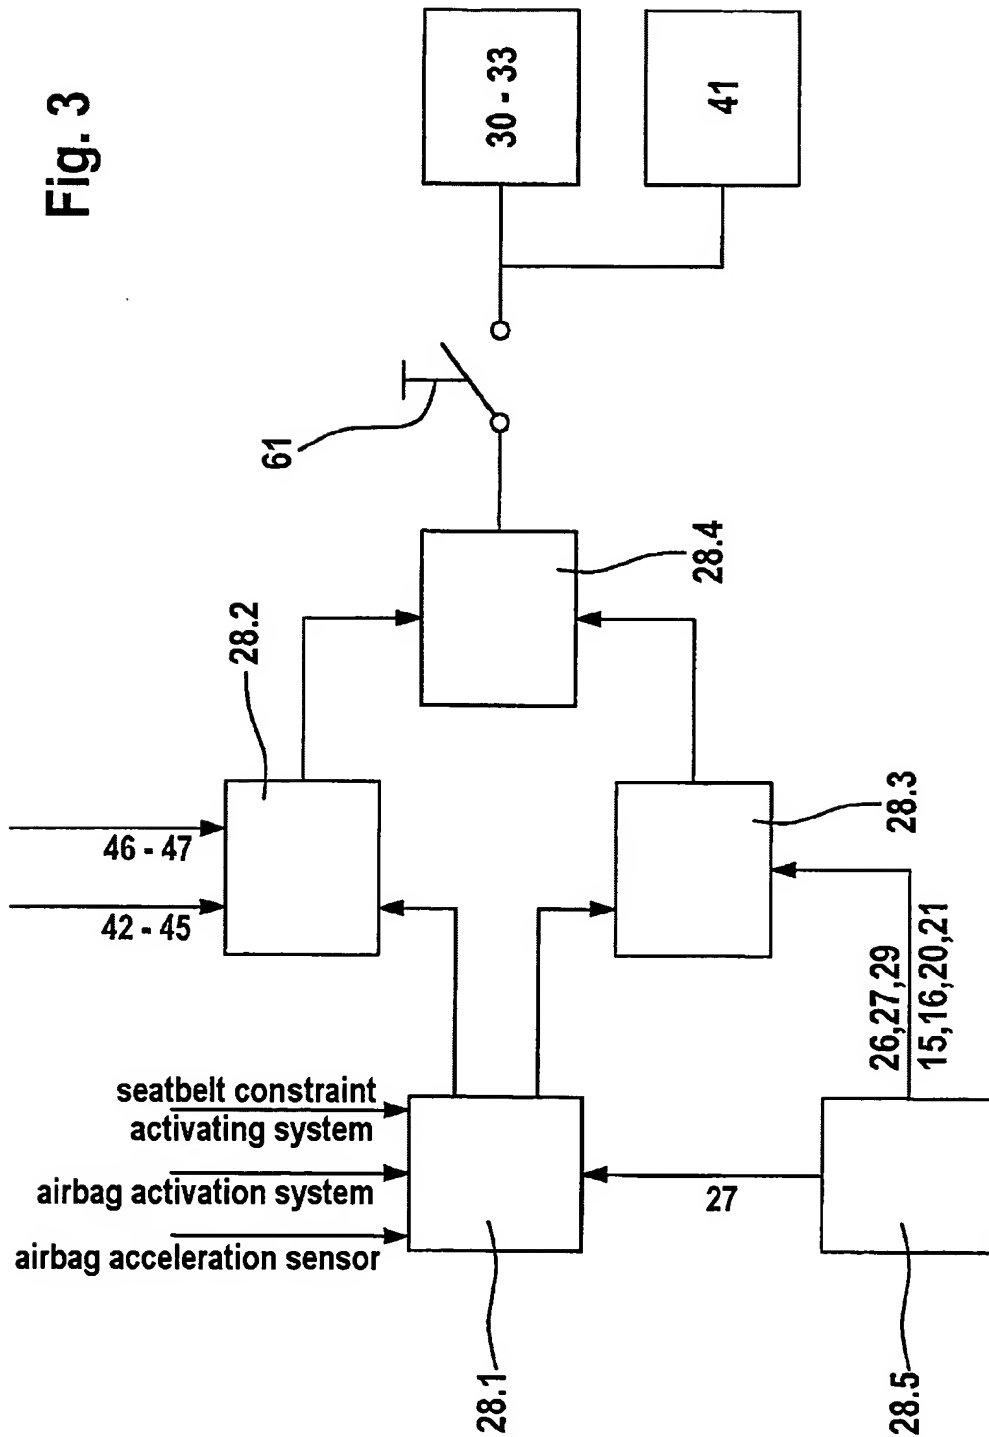 Fig. 3
30 - 33
41
61
28.4
28.2
46 - 47
42 - 45
28.3
26,27,29
15,16,20,21
seatbelt constraint
activating system
airbag activation system
airbag acceleration sensor
27
28.1
28.5